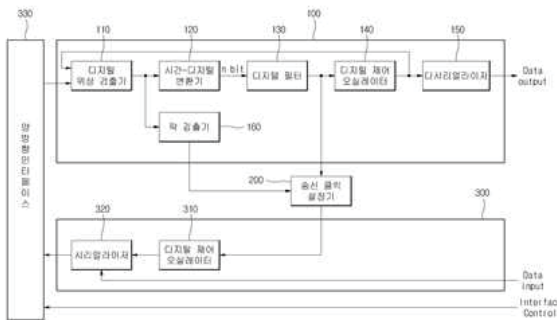 330
100
110
120
130
140
150
디지털
위상 검출기
시간-디지털
변환기
n bit
디지털 필터
디지털 제어
오실레이터
디시리얼라이저
Data
output
락 검출기
160
양방향인터페이스
200
송신 클럭
설정기
300
320
310
시리얼라이저
디지털 제어
오실레이터
Data
input
Interface
Control